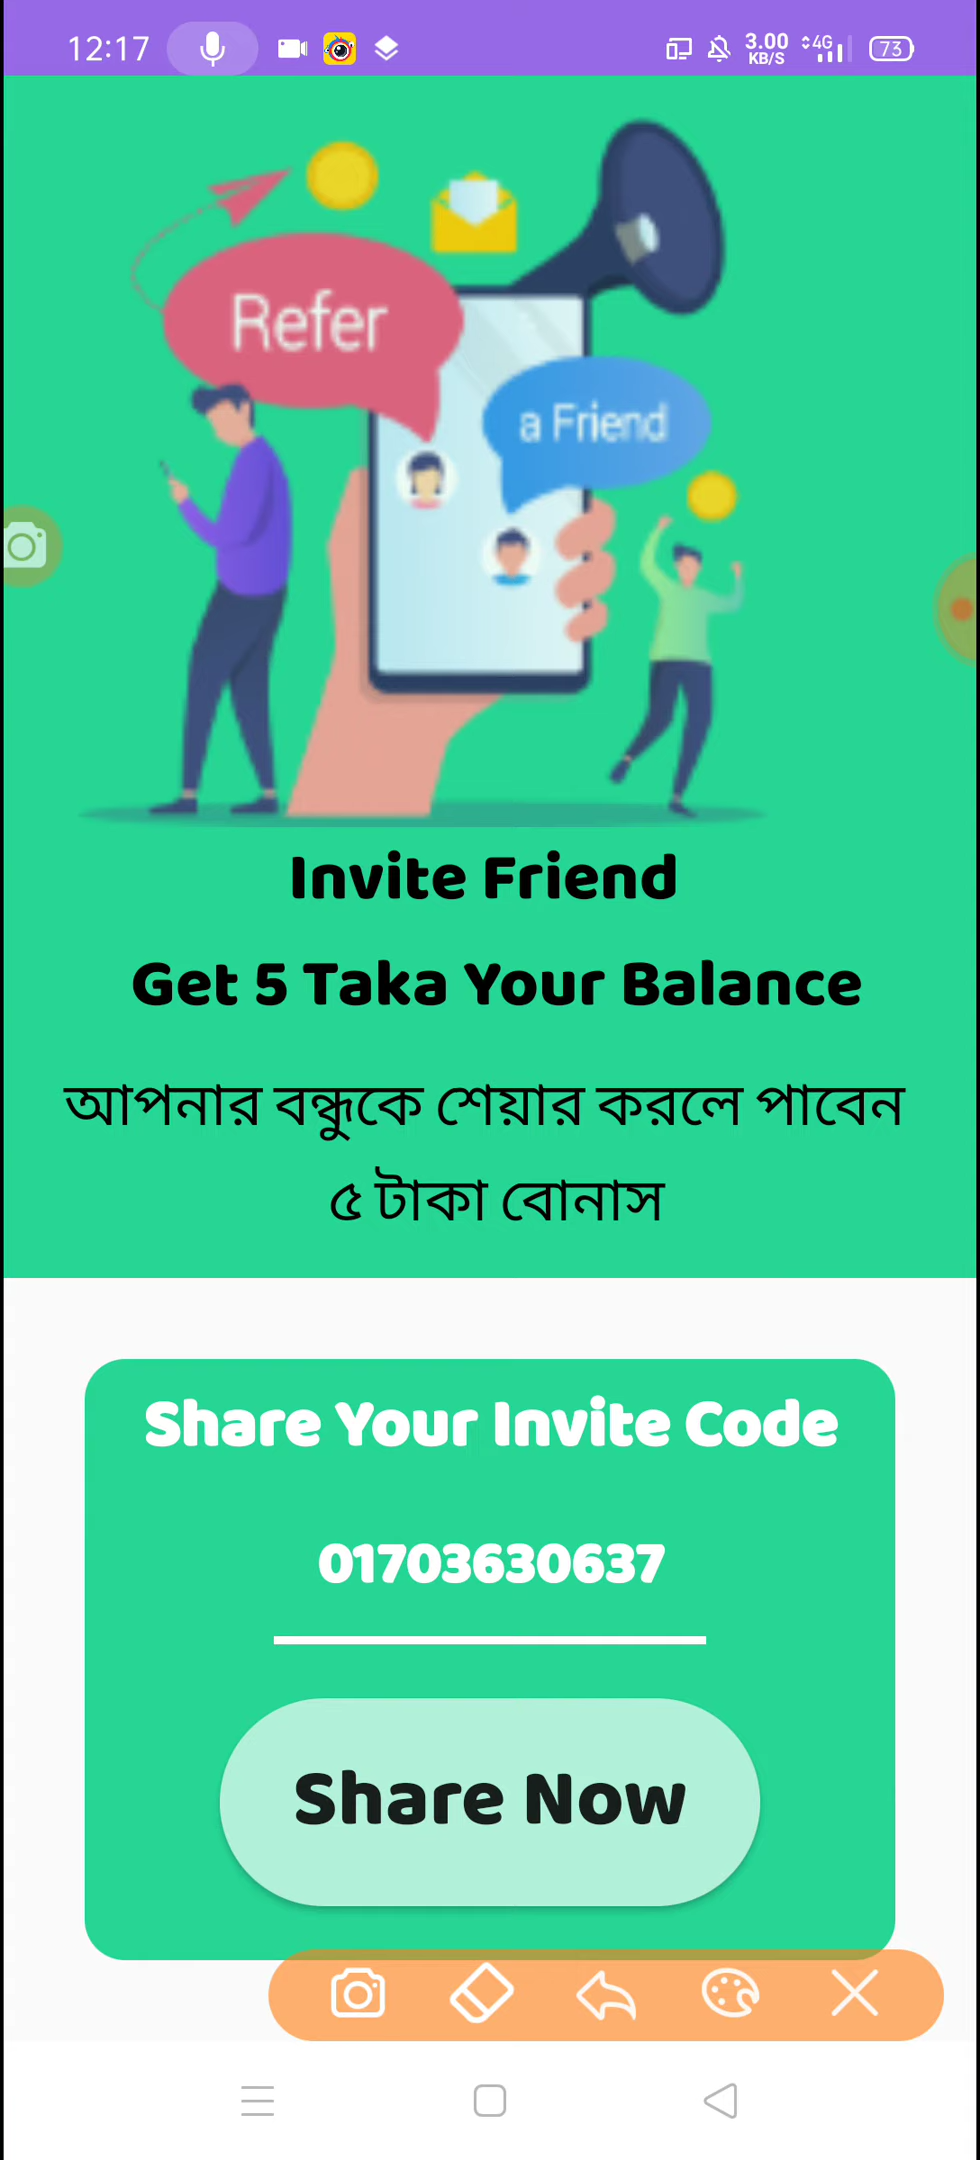 12:17 3.00 KB/S 4G 73
Refer
a Friend
Invite Friend
Get 5 Taka Your Balance
আপনার বন্ধুকে শেয়ার করলে পাবেন
৫ টাকা বোনাস
Share Your Invite Code
01703630637
Share Now